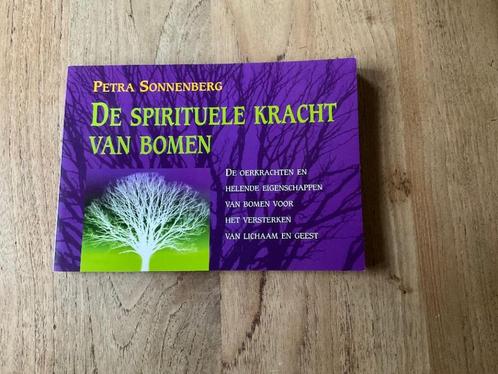 PETRA SONNENBERG
DE SPIRITUELE KRACHT
VAN BOMEN
DE OERKRACHTEN EN
HELENDE EIGENSCHAPPEN
VAN BOMEN VOOR
HET VERSTERKEN
VAN LICHAAM EN GEEST